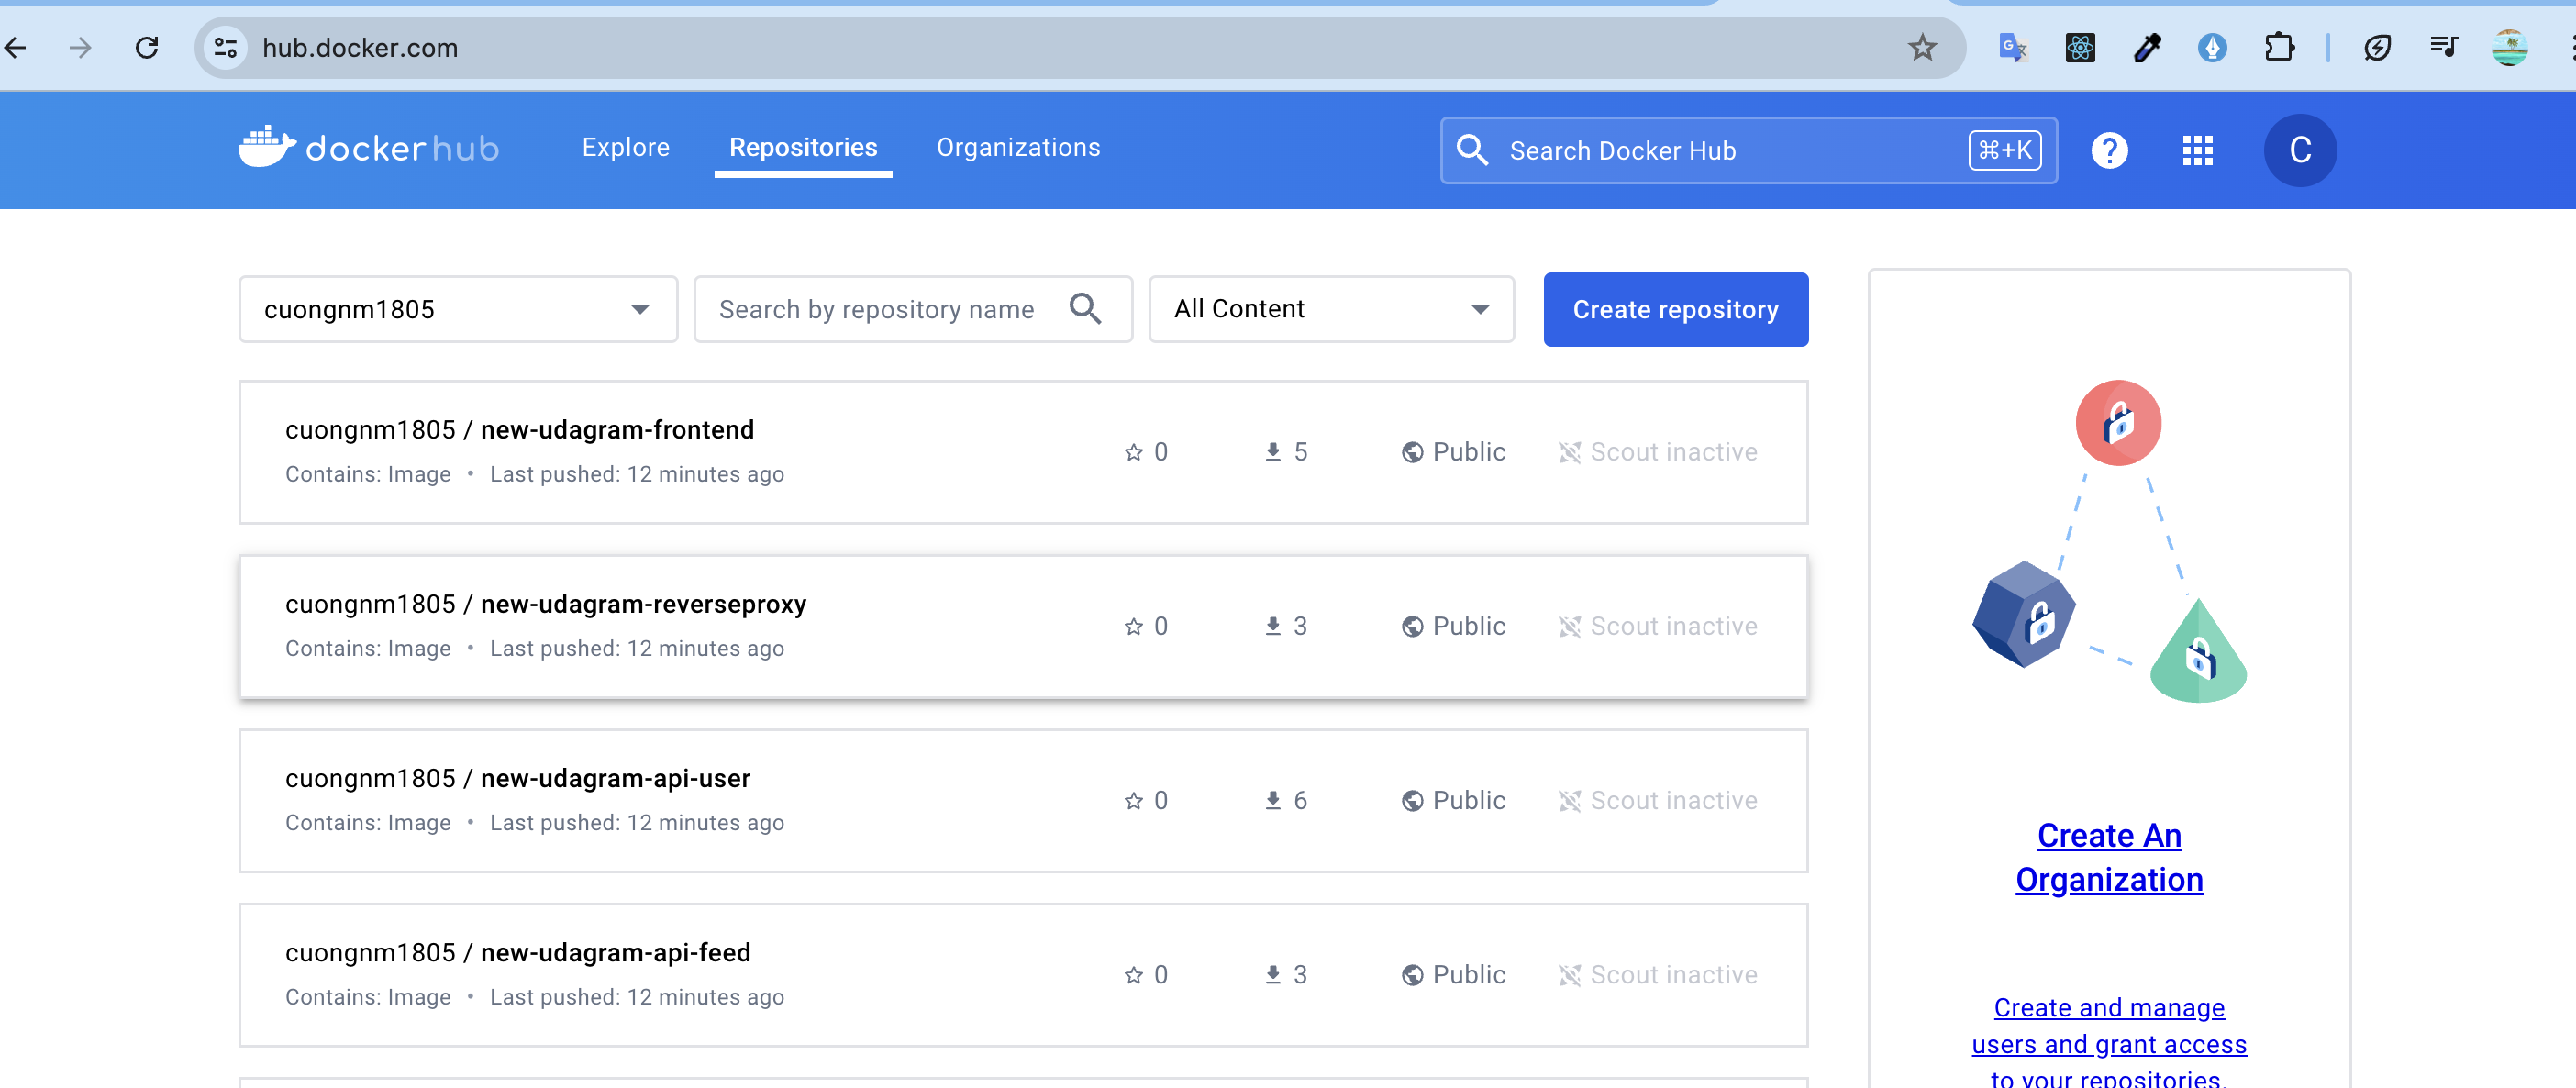 hub.docker.com
dockerhub
Explore
Repositories
Organizations
Search Docker Hub
⌘+K
?
C
cuongnm1805
Search by repository name
All Content
Create repository
cuongnm1805 / new-udagram-frontend
Contains: Image • Last pushed: 12 minutes ago
0
5
Public
Scout inactive
cuongnm1805 / new-udagram-reverseproxy
Contains: Image • Last pushed: 12 minutes ago
0
3
Public
Scout inactive
cuongnm1805 / new-udagram-api-user
Contains: Image • Last pushed: 12 minutes ago
0
6
Public
Scout inactive
cuongnm1805 / new-udagram-api-feed
Contains: Image • Last pushed: 12 minutes ago
0
3
Public
Scout inactive
Create An
Organization
Create and manage
users and grant access
to your repositories.